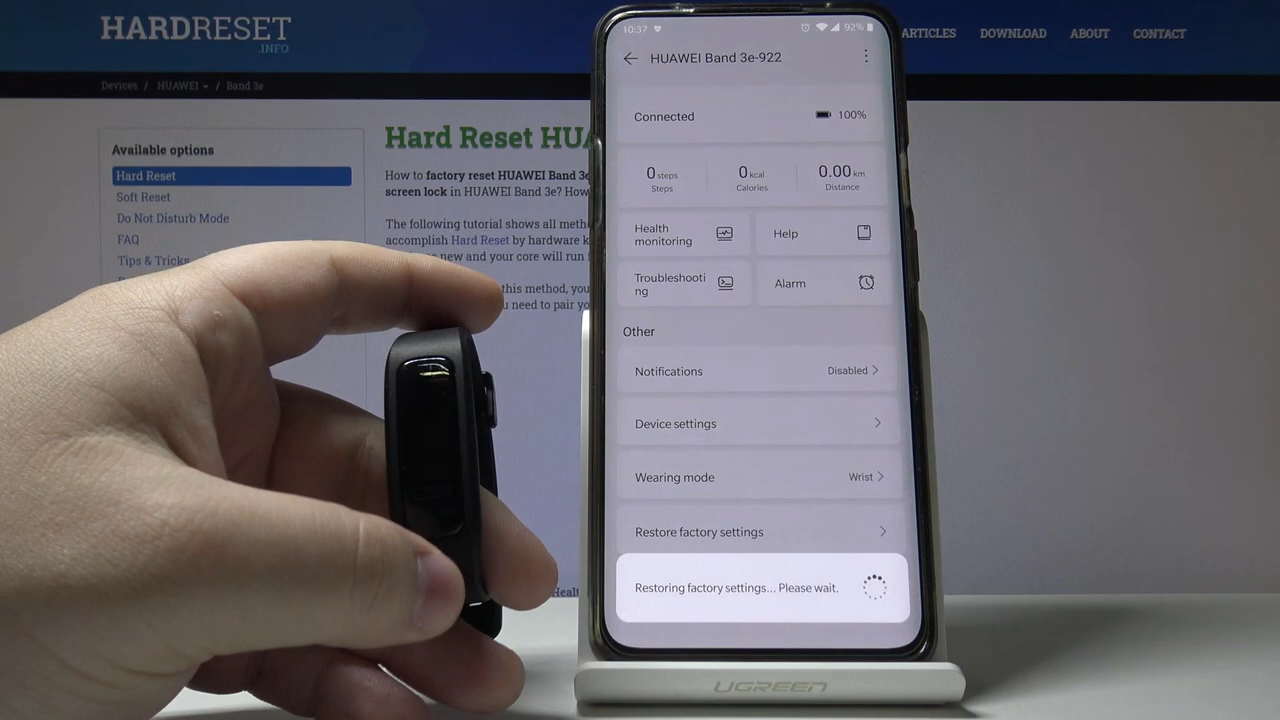 HARDRESET
.INFO
ARTICLES DOWNLOAD ABOUT CONTACT
Devices / HUAWEI / Band 3e
Available options
Hard Reset
Soft Reset
Do Not Disturb Mode
FAQ
Tips & Tricks
Hard Reset HUA
How to factory reset HUAWEI Band 3e
screen lock in HUAWEI Band 3e? How
The following tutorial shows all meth
accomplish Hard Reset by hardware k
new and your core will run f
this method, you
need to pair yo
Healt
10:37 92%
HUAWEI Band 3e-922
Connected 100%
0 steps 0 kcal 0.00 km
Steps Calories Distance
Health
monitoring
Help
Troubleshooti
ng
Alarm
Other
Notifications Disabled
Device settings
Wearing mode Wrist
Restore factory settings
Restoring factory settings... Please wait.
UGREEN